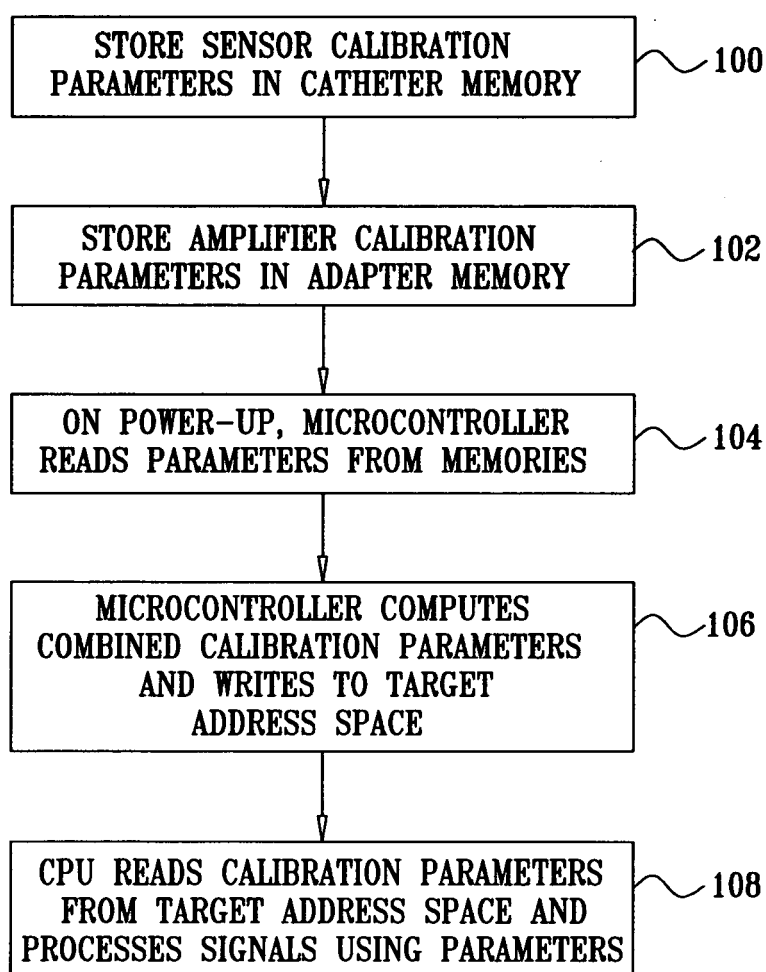 STORE SENSOR CALIBRATION
PARAMETERS IN CATHETER MEMORY
100
STORE AMPLIFIER CALIBRATION
PARAMETERS IN ADAPTER MEMORY
102
ON POWER-UP, MICROCONTROLLER
READS PARAMETERS FROM MEMORIES
104
MICROCONTROLLER COMPUTES
COMBINED CALIBRATION PARAMETERS
AND WRITES TO TARGET
ADDRESS SPACE
106
CPU READS CALIBRATION PARAMETERS
FROM TARGET ADDRESS SPACE AND
PROCESSES SIGNALS USING PARAMETERS
108